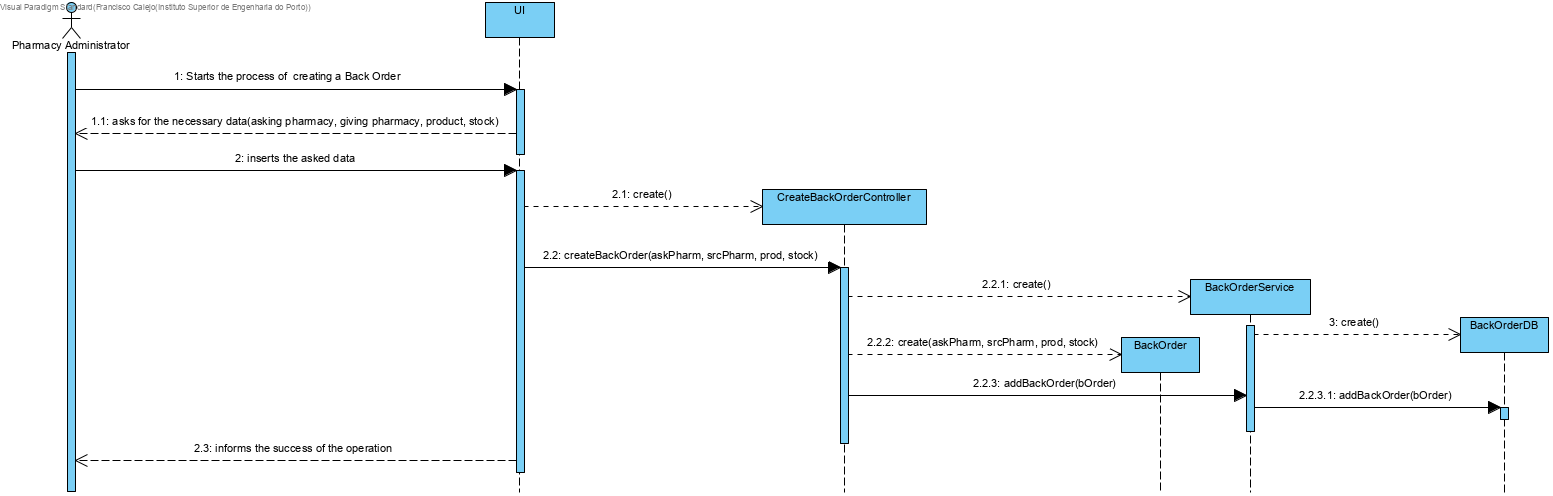 Visual Paradigm Standard(Francisco Calejo(Instituto Superior de Engenharia do Porto))
UI
Pharmacy Administrator
1: Starts the process of creating a Back Order
1.1: asks for the necessary data(asking pharmacy, giving pharmacy, product, stock)
2: inserts the asked data
2.1: create()
CreateBackOrderController
2.2: createBackOrder(askPharm, srcPharm, prod, stock)
2.2.1: create()
BackOrderService
3: create()
BackOrderDB
2.2.2: create(askPharm, srcPharm, prod, stock)
BackOrder
2.2.3: addBackOrder(bOrder)
2.2.3.1: addBackOrder(bOrder)
2.3: informs the success of the operation